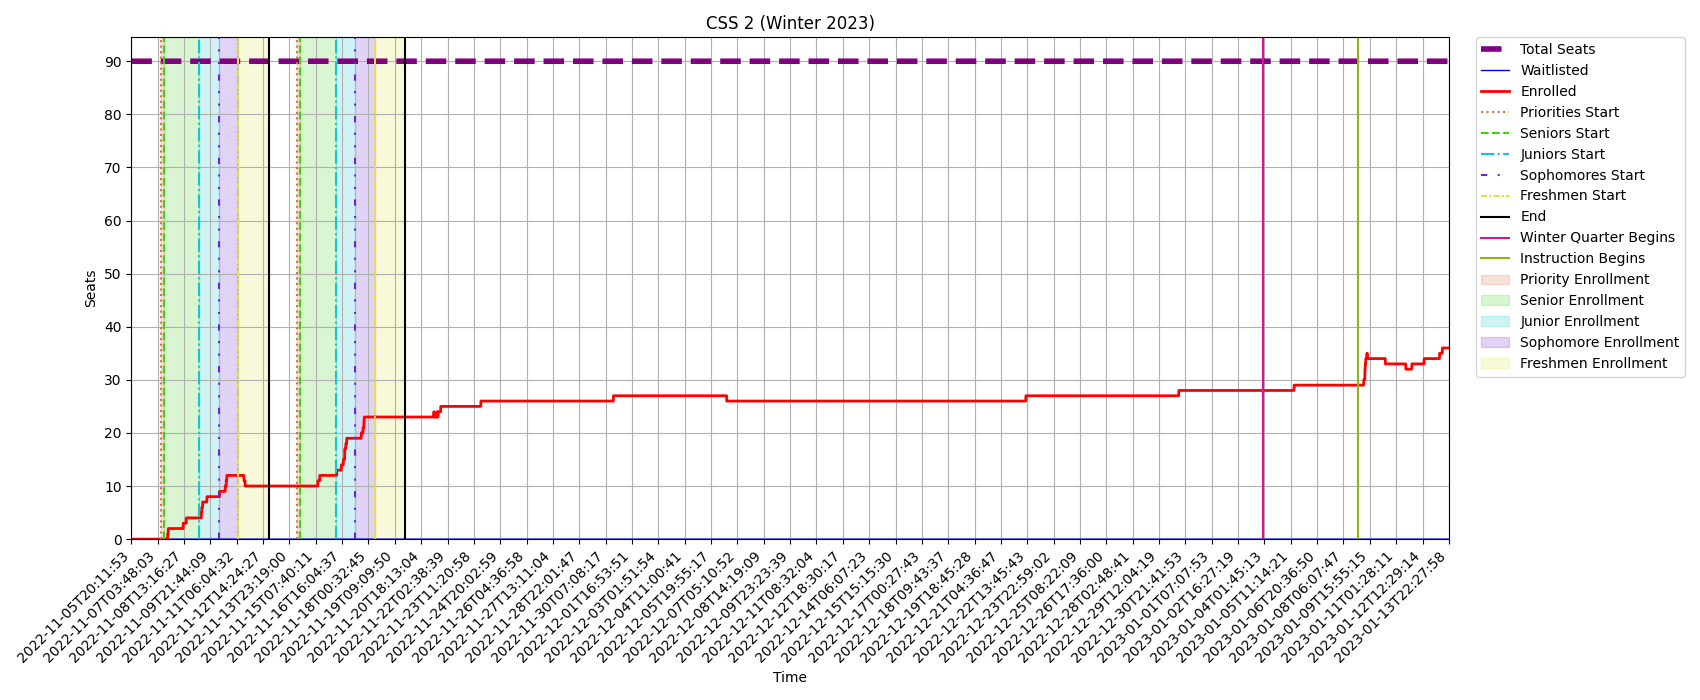 CSS 2 (Winter 2023)
Seats
90
80
70
60
50
40
30
20
10
0
2022-11-05T20:11:53
2022-11-07T03:48:03
2022-11-08T13:16:27
2022-11-09T21:44:09
2022-11-11T06:04:32
2022-11-12T14:24:27
2022-11-13T23:19:00
2022-11-15T07:40:11
2022-11-16T16:04:37
2022-11-18T00:32:45
2022-11-19T09:09:50
2022-11-20T18:13:04
2022-11-22T02:38:39
2022-11-23T11:20:58
2022-11-24T20:02:59
2022-11-26T04:36:58
2022-11-27T13:11:04
2022-11-28T22:01:47
2022-11-30T07:08:17
2022-12-01T16:53:51
2022-12-03T01:51:54
2022-12-04T11:00:41
2022-12-05T19:55:17
2022-12-07T05:10:52
2022-12-08T14:19:09
2022-12-09T23:23:39
2022-12-11T08:32:04
2022-12-12T18:30:17
2022-12-14T06:07:23
2022-12-15T15:15:30
2022-12-17T00:27:43
2022-12-18T09:43:37
2022-12-19T18:45:28
2022-12-21T04:36:47
2022-12-22T13:45:43
2022-12-23T22:59:02
2022-12-25T08:22:09
2022-12-26T17:36:00
2022-12-28T02:48:41
2022-12-29T12:04:19
2022-12-30T21:41:53
2023-01-01T07:07:53
2023-01-02T16:27:19
2023-01-04T01:45:13
2023-01-05T11:14:21
2023-01-06T20:36:50
2023-01-08T06:07:47
2023-01-09T15:55:15
2023-01-11T01:28:11
2023-01-12T12:29:14
2023-01-13T22:27:58
Time
Total Seats
Waitlisted
Enrolled
Priorities Start
Seniors Start
Juniors Start
Sophomores Start
Freshmen Start
End
Winter Quarter Begins
Instruction Begins
Priority Enrollment
Senior Enrollment
Junior Enrollment
Sophomore Enrollment
Freshmen Enrollment